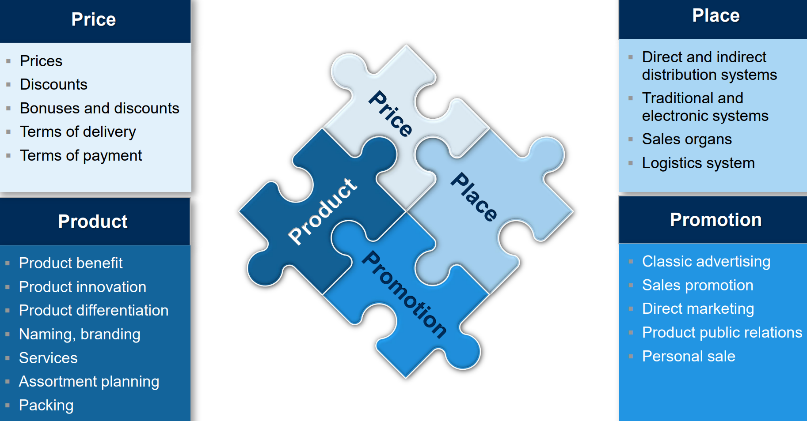 Price
Prices
Discounts
Bonuses and discounts
Terms of delivery
Terms of payment
Product
Product benefit
Product innovation
Product differentiation
Naming, branding
Services
Assortment planning
Packing
Price
Product
Place
Promotion
Place
Direct and indirect
distribution systems
Traditional and
electronic systems
Sales organs
Logistics system
Promotion
Classic advertising
Sales promotion
Direct marketing
Product public relations
Personal sale